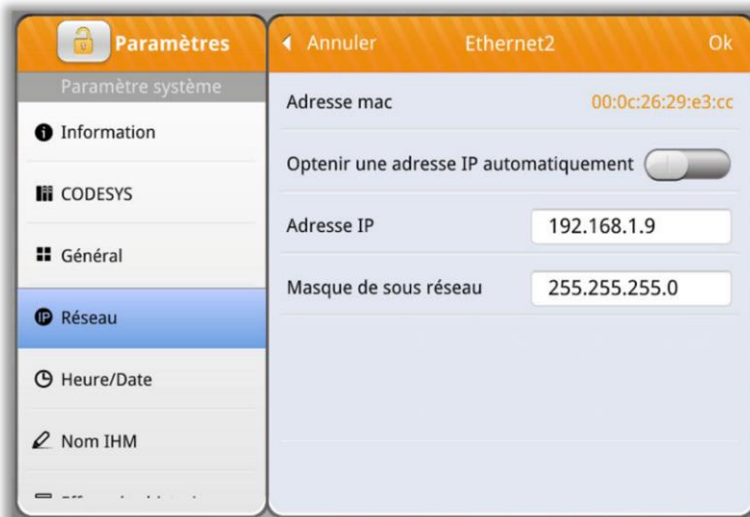 Paramètres
Paramètre système
Information
CODESYS
Général
Réseau
Heure/Date
Nom IHM
Annuler Ethernet2 Ok
Adresse mac 00:0c:26:29:e3:cc
Optenir une adresse IP automatiquement
Adresse IP 192.168.1.9
Masque de sous réseau 255.255.255.0